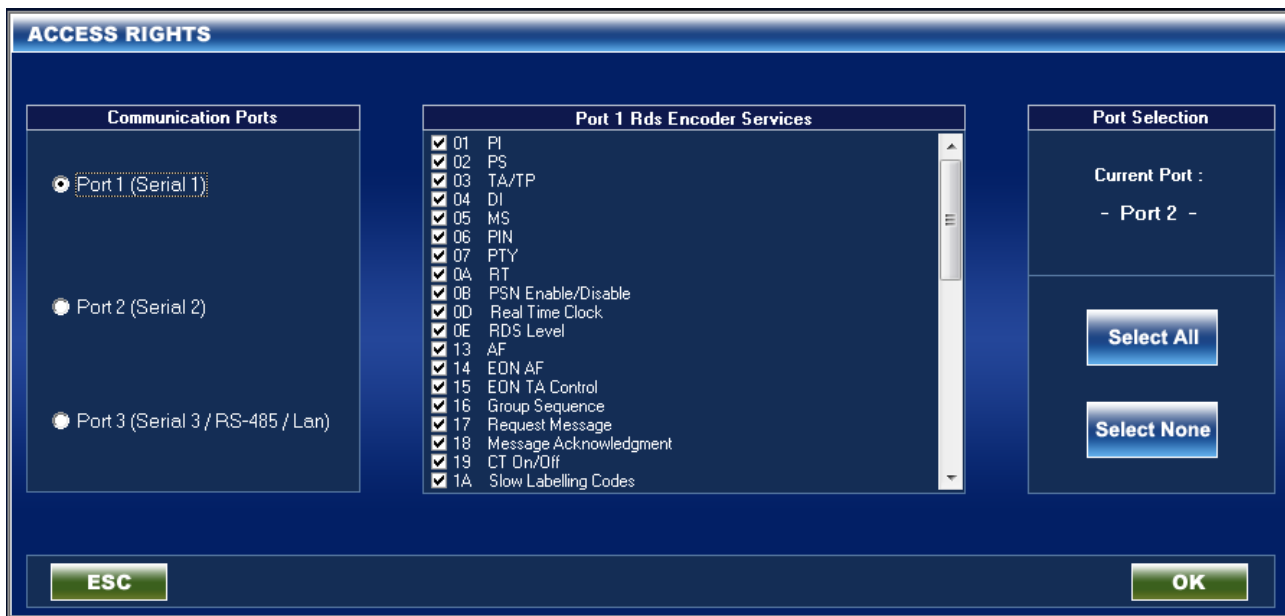 ACCESS RIGHTS
Communication Ports
Port 1 (Serial 1)
Port 2 (Serial 2)
Port 3 (Serial 3 / RS-485 / Lan)
Port 1 Rds Encoder Services
01 PI
02 PS
03 TA/TP
04 DI
05 MS
06 PIN
07 PTY
0A RT
0B PSN Enable/Disable
0D Real Time Clock
0E RDS Level
13 AF
14 EON AF
15 EON TA Control
16 Group Sequence
17 Request Message
18 Message Acknowledgment
19 CT On/Off
1A Slow Labelling Codes
Port Selection
Current Port :
- Port 2 -
Select All
Select None
ESC
OK